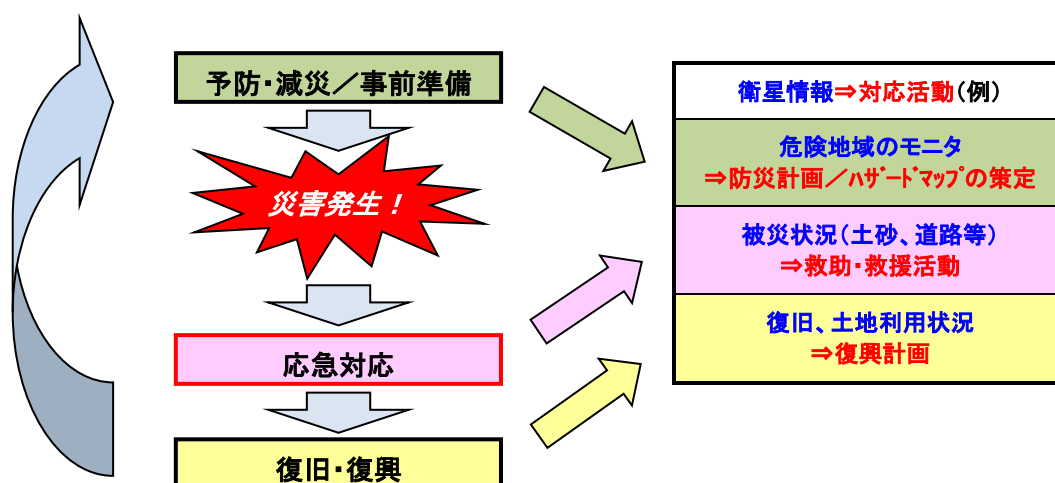 予防・減災／事前準備
災害発生！
応急対応
復旧・復興
衛星情報⇒対応活動（例）
危険地域のモニタ
⇒防災計画／ﾊｻﾞｰﾄﾞﾏｯﾌﾟの策定
被災状況（土砂、道路等）
⇒救助・救援活動
復旧、土地利用状況
⇒復興計画